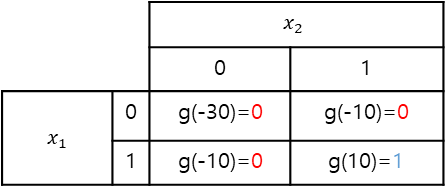 x₂
0 1
0 g(-30)=0 g(-10)=0
x₁
1 g(-10)=0 g(10)=1